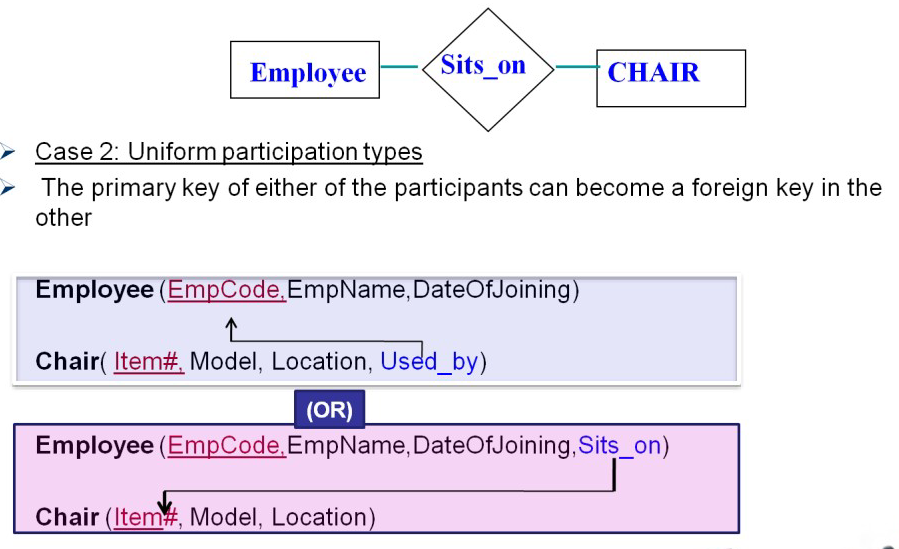 Employee Sits_on CHAIR
Case 2: Uniform participation types
The primary key of either of the participants can become a foreign key in the
other
Employee (EmpCode,EmpName,DateOfJoining)
Chair( Item#, Model, Location, Used_by)
(OR)
Employee (EmpCode,EmpName,DateOfJoining,Sits_on)
Chair (Item#, Model, Location)